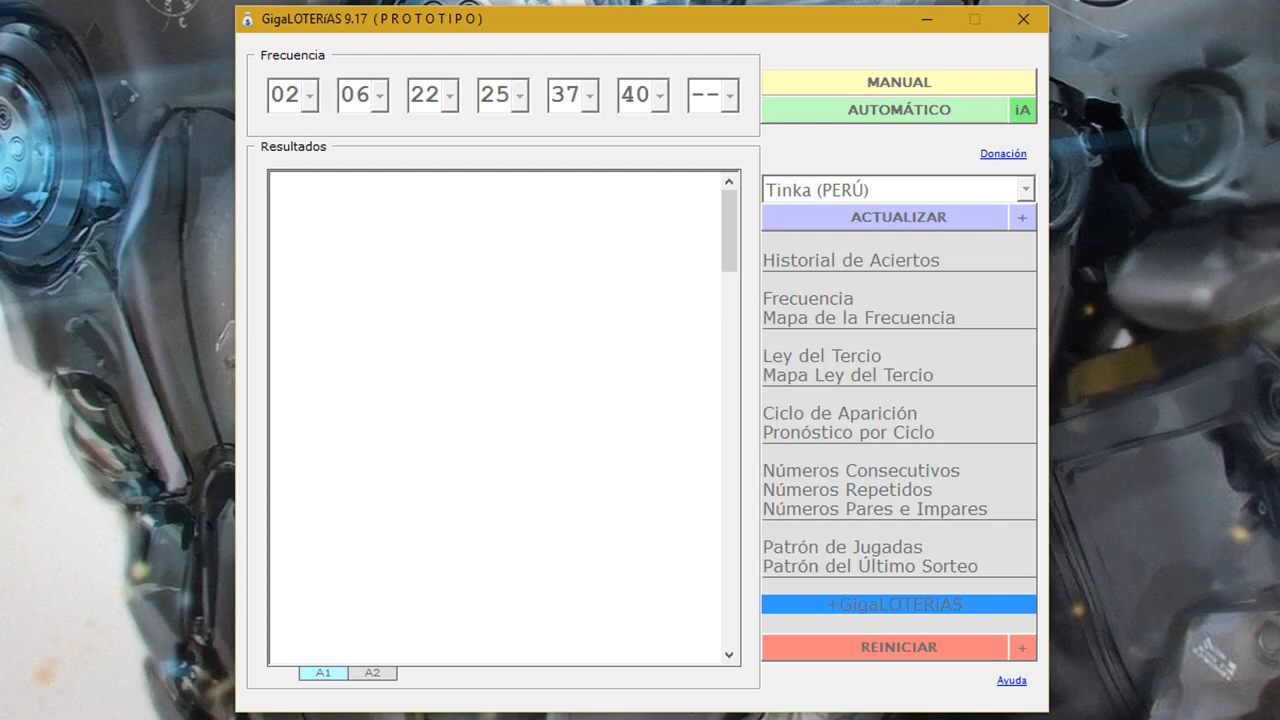 GigaLOTERíAS 9.17 ( P R O T O T I P O )
Frecuencia
02 06 22 25 37 40 --
MANUAL
AUTOMÁTICO iA
Donación
Resultados
Tinka (PERÚ)
ACTUALIZAR +
Historial de Aciertos
Frecuencia
Mapa de la Frecuencia
Ley del Tercio
Mapa Ley del Tercio
Ciclo de Aparición
Pronóstico por Ciclo
Números Consecutivos
Números Repetidos
Números Pares e Impares
Patrón de Jugadas
Patrón del Último Sorteo
+GigaLOTERíAS
REINICIAR +
A1 A2
Ayuda